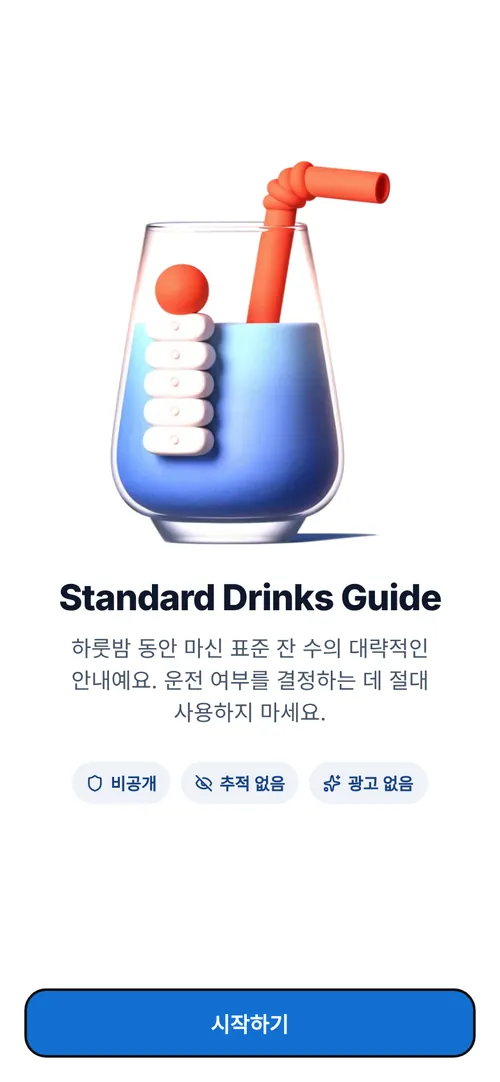 Standard Drinks Guide
하룻밤 동안 마신 표준 잔 수의 대략적인
안내예요. 운전 여부를 결정하는 데 절대
사용하지 마세요.
비공개
추적 없음
광고 없음
시작하기